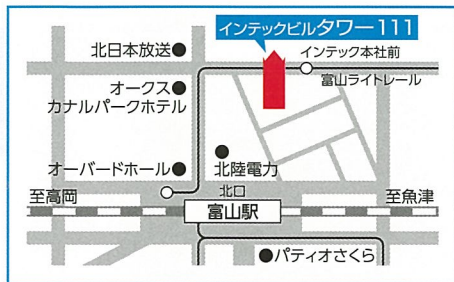 インテックビルタワー111
北日本放送●
インテック本社前
富山ライトレール
オークス●
カナルパークホテル
オーバードホール●
●
北陸電力
北口
至高岡
至魚津
富山駅
●パティオさくら